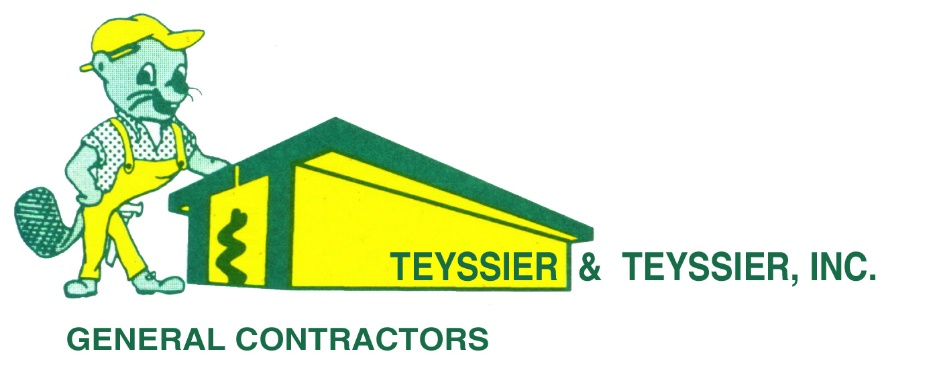 TEYSSIER & TEYSSIER, INC.
GENERAL CONTRACTORS